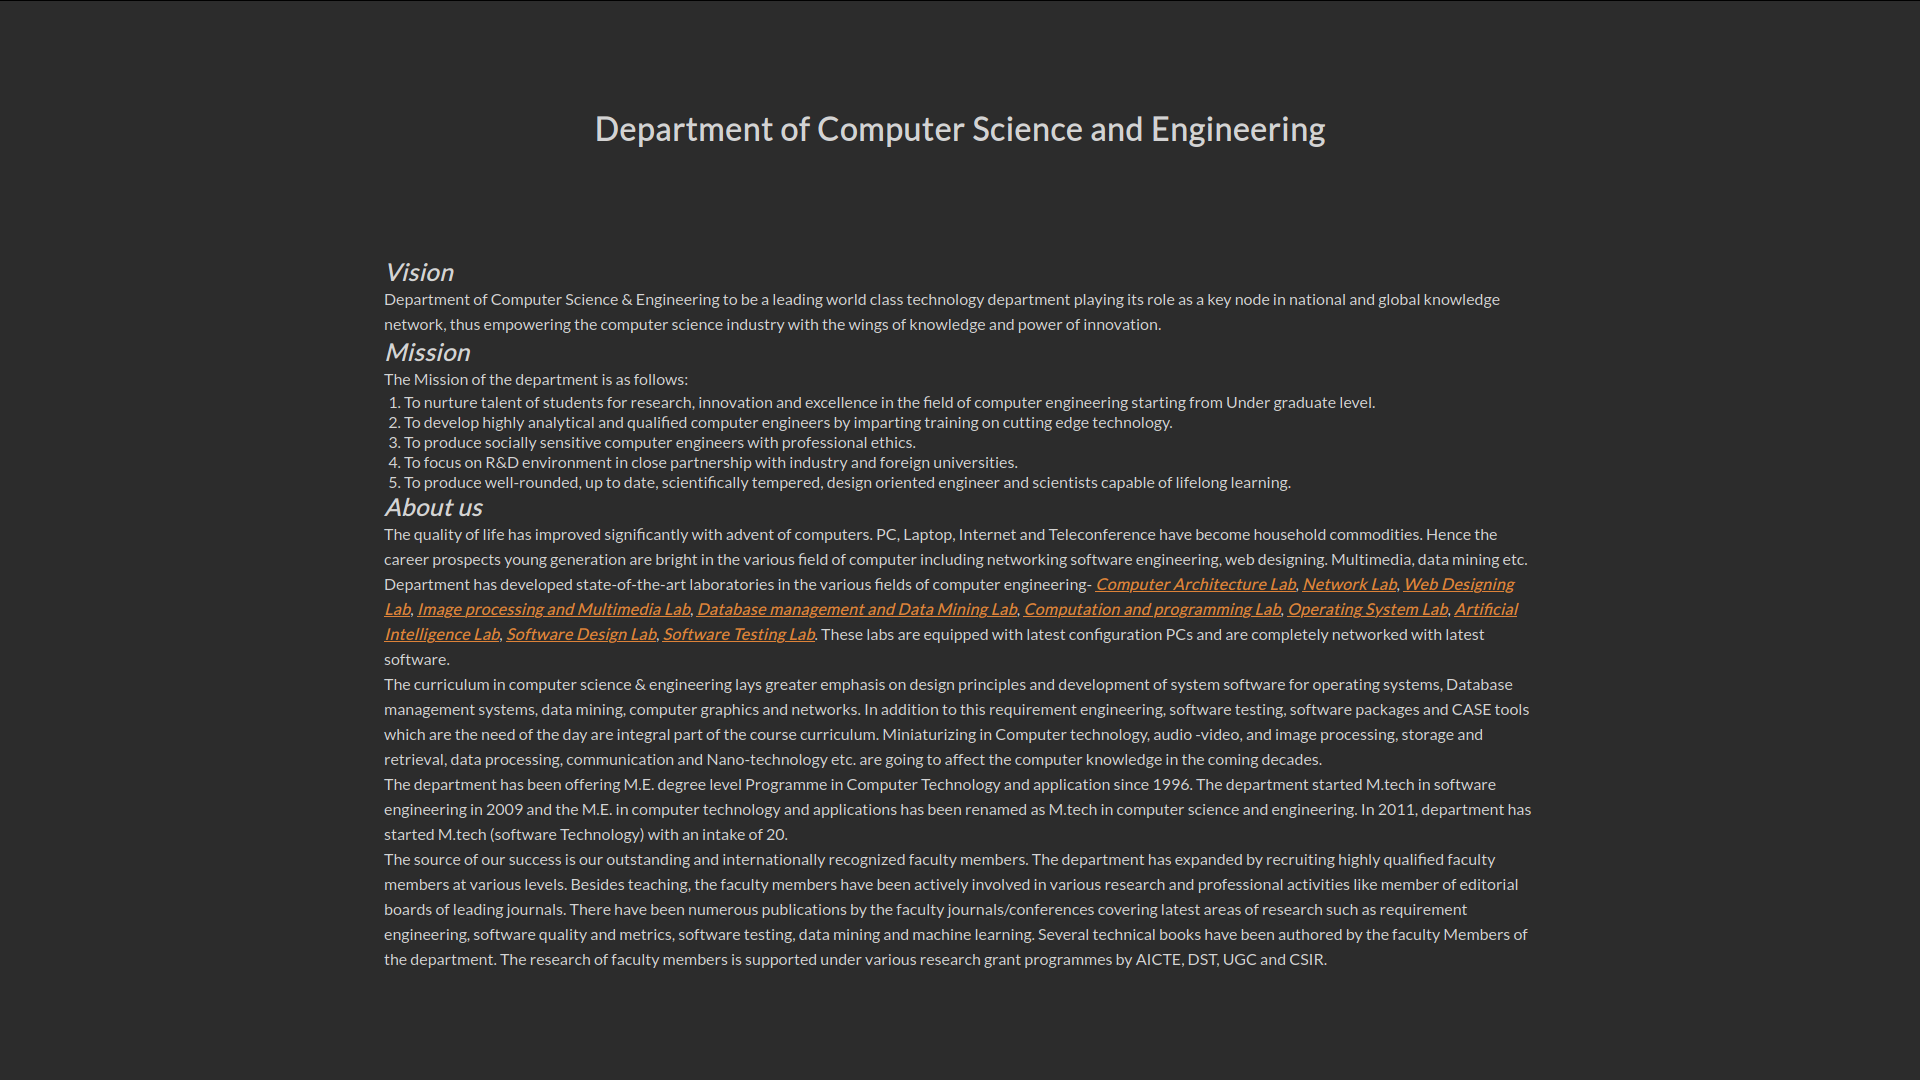 Department of Computer Science and Engineering
Vision
Department of Computer Science & Engineering to be a leading world class technology department playing its role as a key node in national and global knowledge
network, thus empowering the computer science industry with the wings of knowledge and power of innovation.
Mission
The Mission of the department is as follows:
1. To nurture talent of students for research, innovation and excellence in the field of computer engineering starting from Under graduate level.
2. To develop highly analytical and qualified computer engineers by imparting training on cutting edge technology.
3. To produce socially sensitive computer engineers with professional ethics.
4. To focus on R&D environment in close partnership with industry and foreign universities.
5. To produce well-rounded, up to date, scientifically tempered, design oriented engineer and scientists capable of lifelong learning.
About us
The quality of life has improved significantly with advent of computers. PC, Laptop, Internet and Teleconference have become household commodities. Hence the
career prospects young generation are bright in the various field of computer including networking software engineering, web designing. Multimedia, data mining etc.
Department has developed state-of-the-art laboratories in the various fields of computer engineering- Computer Architecture Lab, Network Lab, Web Designing
Lab, Image processing and Multimedia Lab, Database management and Data Mining Lab, Computation and programming Lab, Operating System Lab, Artificial
Intelligence Lab, Software Design Lab, Software Testing Lab. These labs are equipped with latest configuration PCs and are completely networked with latest
software.
The curriculum in computer science & engineering lays greater emphasis on design principles and development of system software for operating systems, Database
management systems, data mining, computer graphics and networks. In addition to this requirement engineering, software testing, software packages and CASE tools
which are the need of the day are integral part of the course curriculum. Miniaturizing in Computer technology, audio -video, and image processing, storage and
retrieval, data processing, communication and Nano-technology etc. are going to affect the computer knowledge in the coming decades.
The department has been offering M.E. degree level Programme in Computer Technology and application since 1996. The department started M.tech in software
engineering in 2009 and the M.E. in computer technology and applications has been renamed as M.tech in computer science and engineering. In 2011, department has
started M.tech (software Technology) with an intake of 20.
The source of our success is our outstanding and internationally recognized faculty members. The department has expanded by recruiting highly qualified faculty
members at various levels. Besides teaching, the faculty members have been actively involved in various research and professional activities like member of editorial
boards of leading journals. There have been numerous publications by the faculty journals/conferences covering latest areas of research such as requirement
engineering, software quality and metrics, software testing, data mining and machine learning. Several technical books have been authored by the faculty Members of
the department. The research of faculty members is supported under various research grant programmes by AICTE, DST, UGC and CSIR.